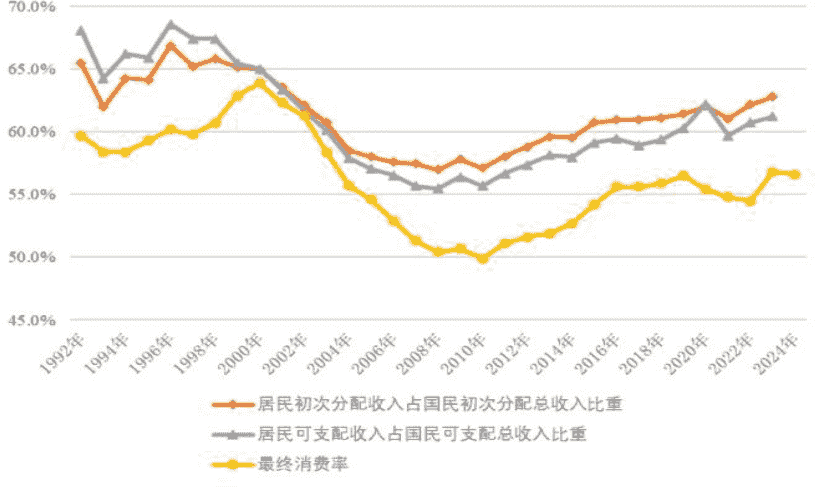 70.0%
65.0%
60.0%
55.0%
50.0%
45.0%
1992年
1994年
1996年
1998年
2000年
2002年
2004年
2006年
2008年
2010年
2012年
2014年
2016年
2018年
2020年
2022年
2024年
居民初次分配收入占国民初次分配总收入比重
居民可支配收入占国民可支配总收入比重
最终消费率